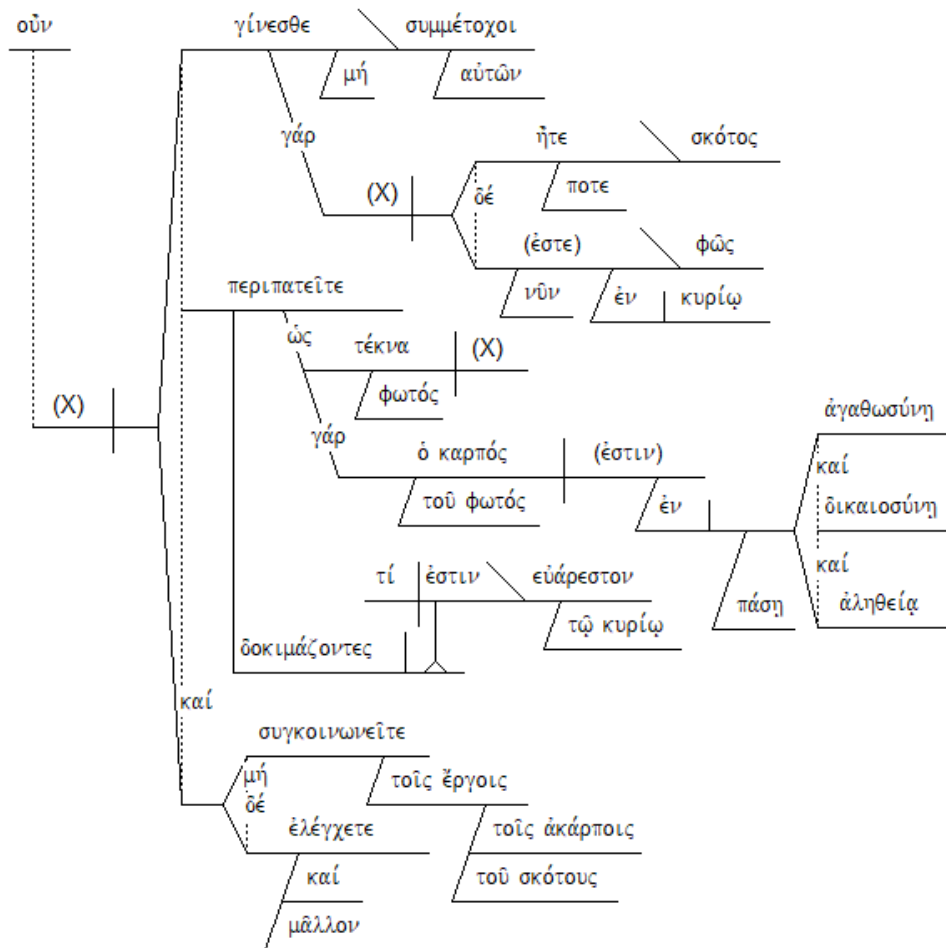 οὖν γίνεσθε συμμέτοχοι
μή αὐτῶν
γάρ ἦτε σκότος
(X) δέ ποτε
(ἐστε) φῶς
νῦν ἐν κυρίῳ
περιπατεῖτε
ὡς τέκνα (X)
φωτός
(X) ἀγαθωσύνη
γάρ ὁ καρπός (ἐστιν) καί
τοῦ φωτός ἐν δικαιοσύνη
καί
τί ἐστιν εὐάρεστον πάσῃ ἀληθείᾳ
τῷ κυρίῳ
δοκιμάζοντες
καί
συγκοινωνεῖτε
μή τοῖς ἔργοις
δέ
ἐλέγχετε τοῖς ἀκάρποις
καί τοῦ σκότους
μᾶλλον